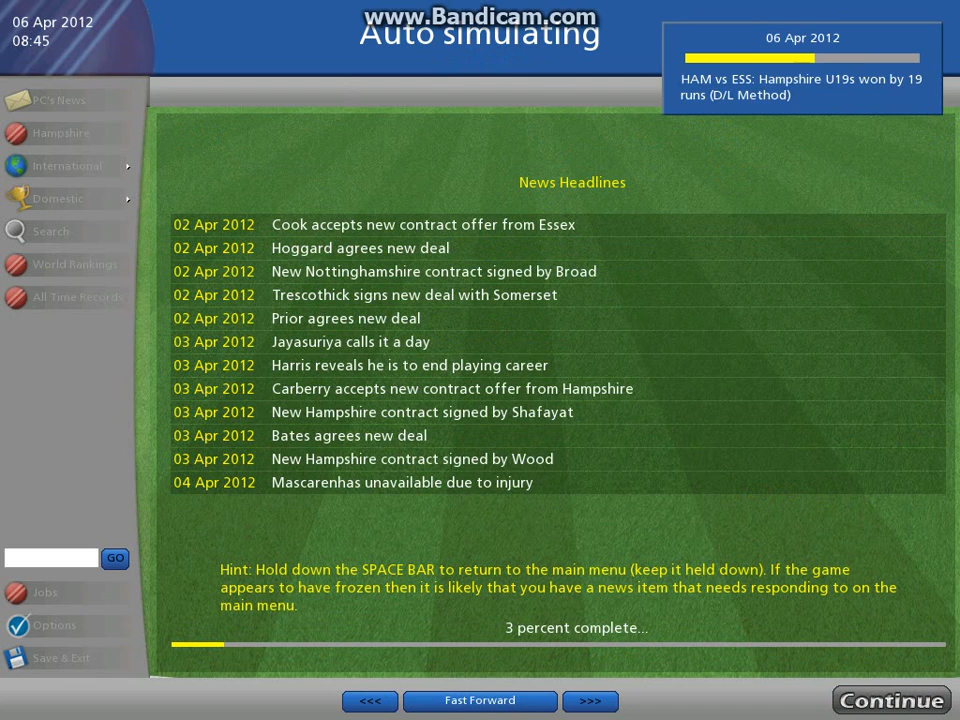 www.Bandicam.com
06 Apr 2012
08:45
Auto simulating
06 Apr 2012
HAM vs ESS: Hampshire U19s won by 19
runs (D/L Method)
PC's News
Hampshire
International
Domestic
Search
World Rankings
All Time Records
News Headlines
02 Apr 2012 Cook accepts new contract offer from Essex
02 Apr 2012 Hoggard agrees new deal
02 Apr 2012 New Nottinghamshire contract signed by Broad
02 Apr 2012 Trescothick signs new deal with Somerset
02 Apr 2012 Prior agrees new deal
03 Apr 2012 Jayasuriya calls it a day
03 Apr 2012 Harris reveals he is to end playing career
03 Apr 2012 Carberry accepts new contract offer from Hampshire
03 Apr 2012 New Hampshire contract signed by Shafayat
03 Apr 2012 Bates agrees new deal
03 Apr 2012 New Hampshire contract signed by Wood
04 Apr 2012 Mascarenhas unavailable due to injury
GO
Hint: Hold down the SPACE BAR to return to the main menu (keep it held down). If the game
appears to have frozen then it is likely that you have a news item that needs responding to on the
main menu.
3 percent complete...
Jobs
Options
Save & Exit
<<< Fast Forward >>> Continue